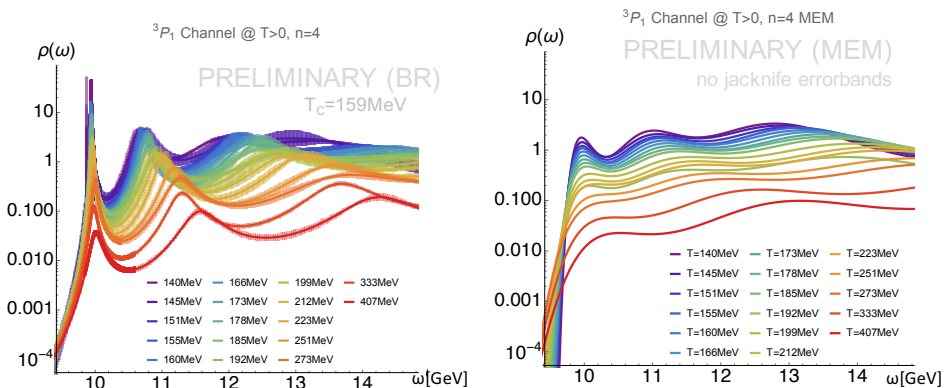 ³P₁ Channel @ T>0, n=4
ρ(ω)
PRELIMINARY (BR)
T_C=159MeV
10
1
0.100
0.010
0.001
10⁻⁴
140MeV 166MeV 199MeV 333MeV
145MeV 173MeV 212MeV 407MeV
151MeV 178MeV 223MeV
155MeV 185MeV 251MeV
160MeV 192MeV 273MeV
10 11 12 13 14 ω[GeV]
³P₁ Channel @ T>0, n=4 MEM
ρ(ω)
PRELIMINARY (MEM)
no jacknife errorbands
10
1
0.100
0.010
0.001
10⁻⁴
T=140MeV T=173MeV T=223MeV
T=145MeV T=178MeV T=251MeV
T=151MeV T=185MeV T=273MeV
T=155MeV T=192MeV T=333MeV
T=160MeV T=199MeV T=407MeV
T=166MeV T=212MeV
10 11 12 13 14 ω[GeV]